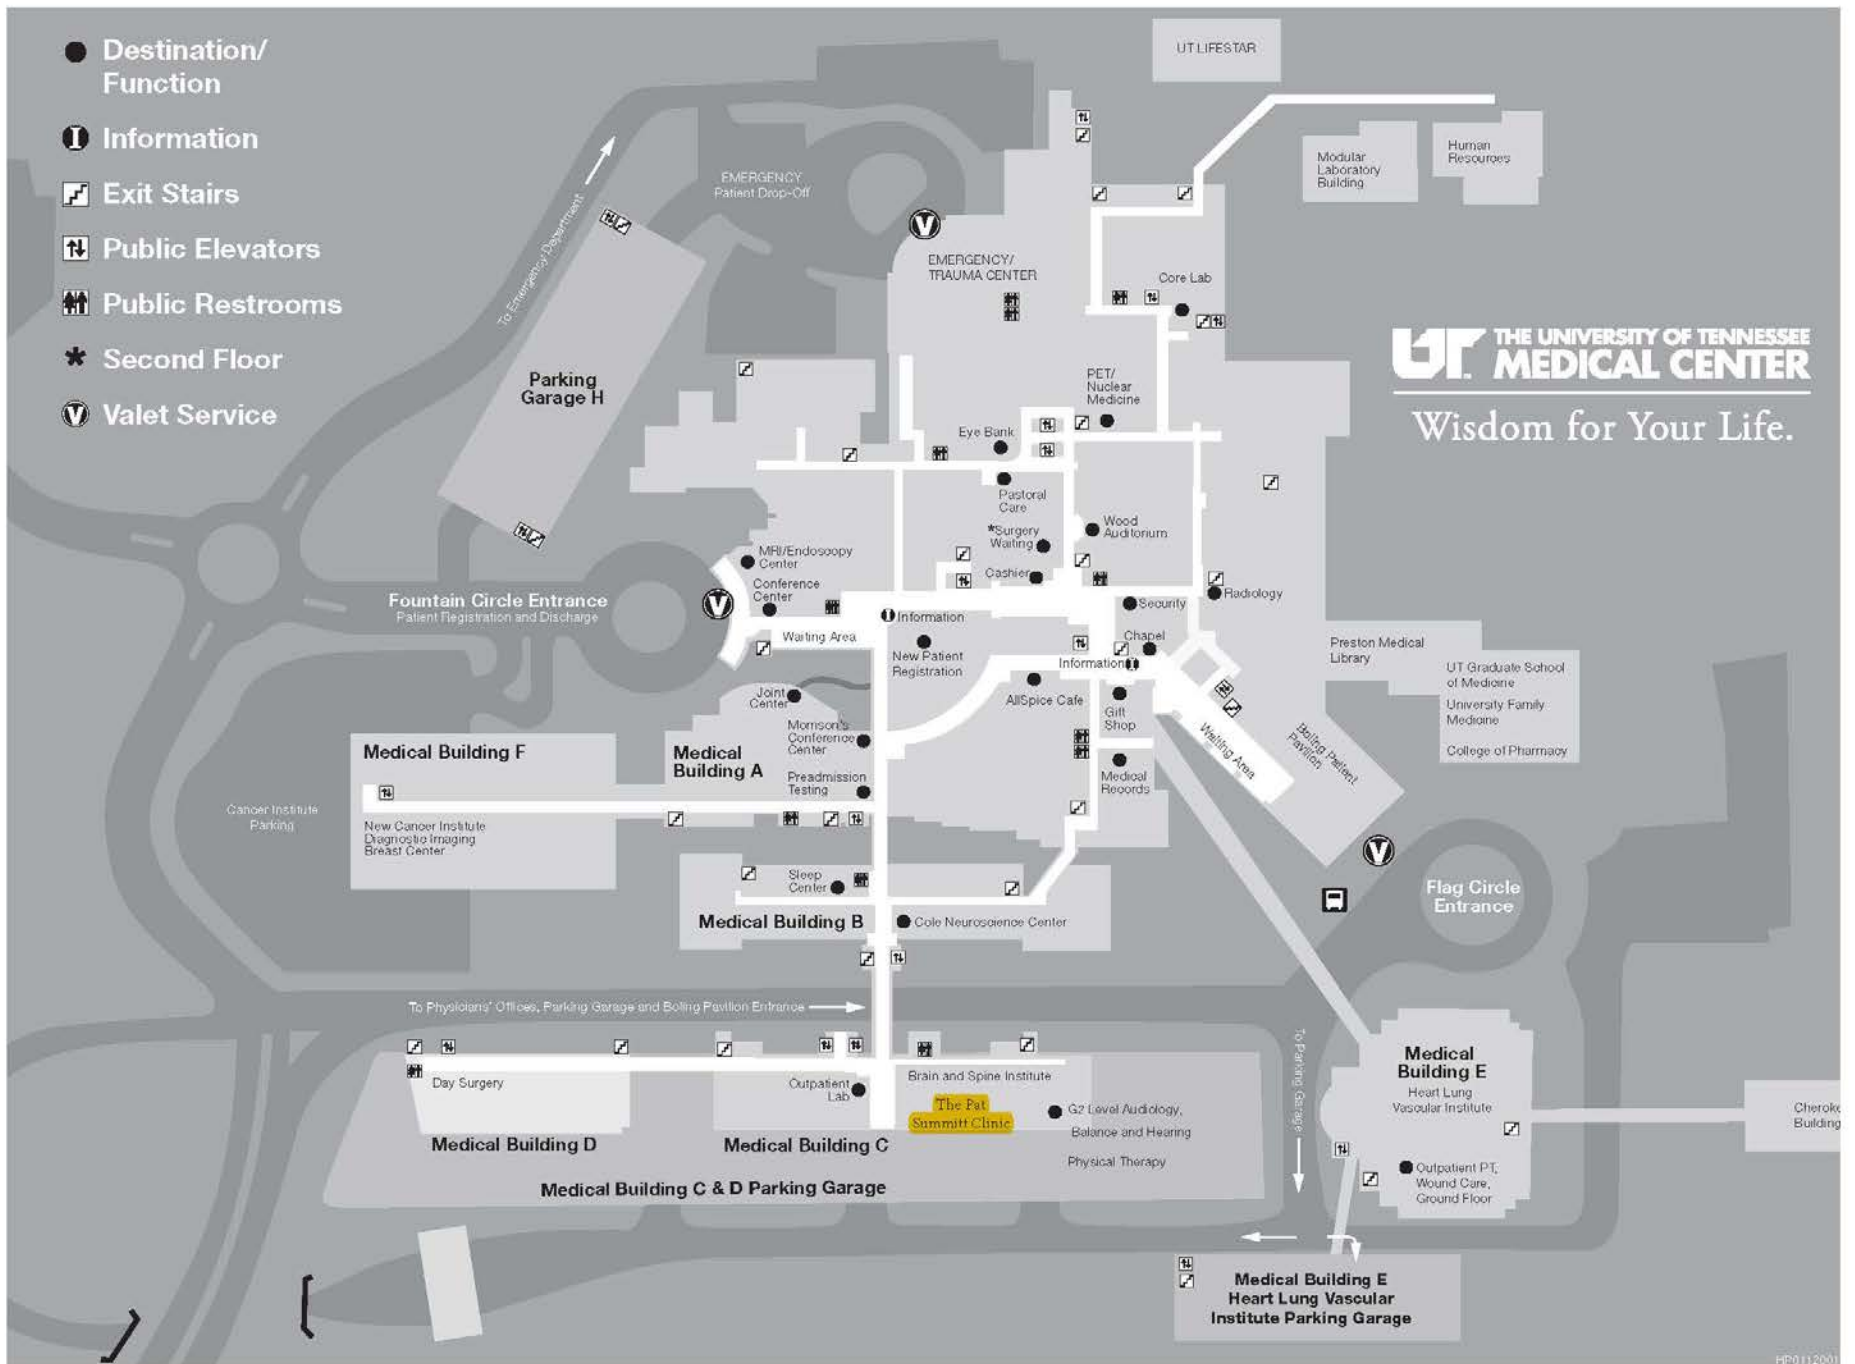 Destination/
Function
Information
Exit Stairs
Public Elevators
Public Restrooms
* Second Floor
Valet Service
UT LIFESTAR
Modular
Laboratory
Building
Human
Resources
UT THE UNIVERSITY OF TENNESSEE
MEDICAL CENTER
Wisdom for Your Life.
To Emergency Department
EMERGENCY
Patient Drop-Off
EMERGENCY/
TRAUMA CENTER
Core Lab
Parking
Garage H
PET/
Nuclear
Medicine
Eye Bank
Pastoral
Care
*Surgery
Waiting
Wood
Auditorium
Cashier
MRI/Endoscopy
Center
Conference
Center
Fountain Circle Entrance
Patient Registration and Discharge
Waiting Area
Information
New Patient
Registration
Security
Radiology
Chapel
Information
AllSpice Cafe
Gift
Shop
Medical
Records
Waiting Area
Boling Patient
Pavilion
Preston Medical
Library
UT Graduate School
of Medicine
University Family
Medicine
College of Pharmacy
Joint
Center
Morrison's
Conference
Center
Preadmission
Testing
Medical
Building A
Medical Building F
New Cancer Institute
Diagnostic Imaging
Breast Center
Cancer Institute
Parking
Sleep
Center
Medical Building B
Cole Neuroscience Center
Flag Circle
Entrance
To Physicians' Offices, Parking Garage and Boling Pavilion Entrance
To Parking Garage
Day Surgery
Outpatient
Lab
Brain and Spine Institute
The Pat
Summitt Clinic
G2 Level Audiology,
Balance and Hearing
Physical Therapy
Medical Building D
Medical Building C
Medical Building C & D Parking Garage
Medical
Building E
Heart Lung
Vascular Institute
Outpatient PT,
Wound Care,
Ground Floor
Cheroke
Building
Medical Building E
Heart Lung Vascular
Institute Parking Garage
HP0112001